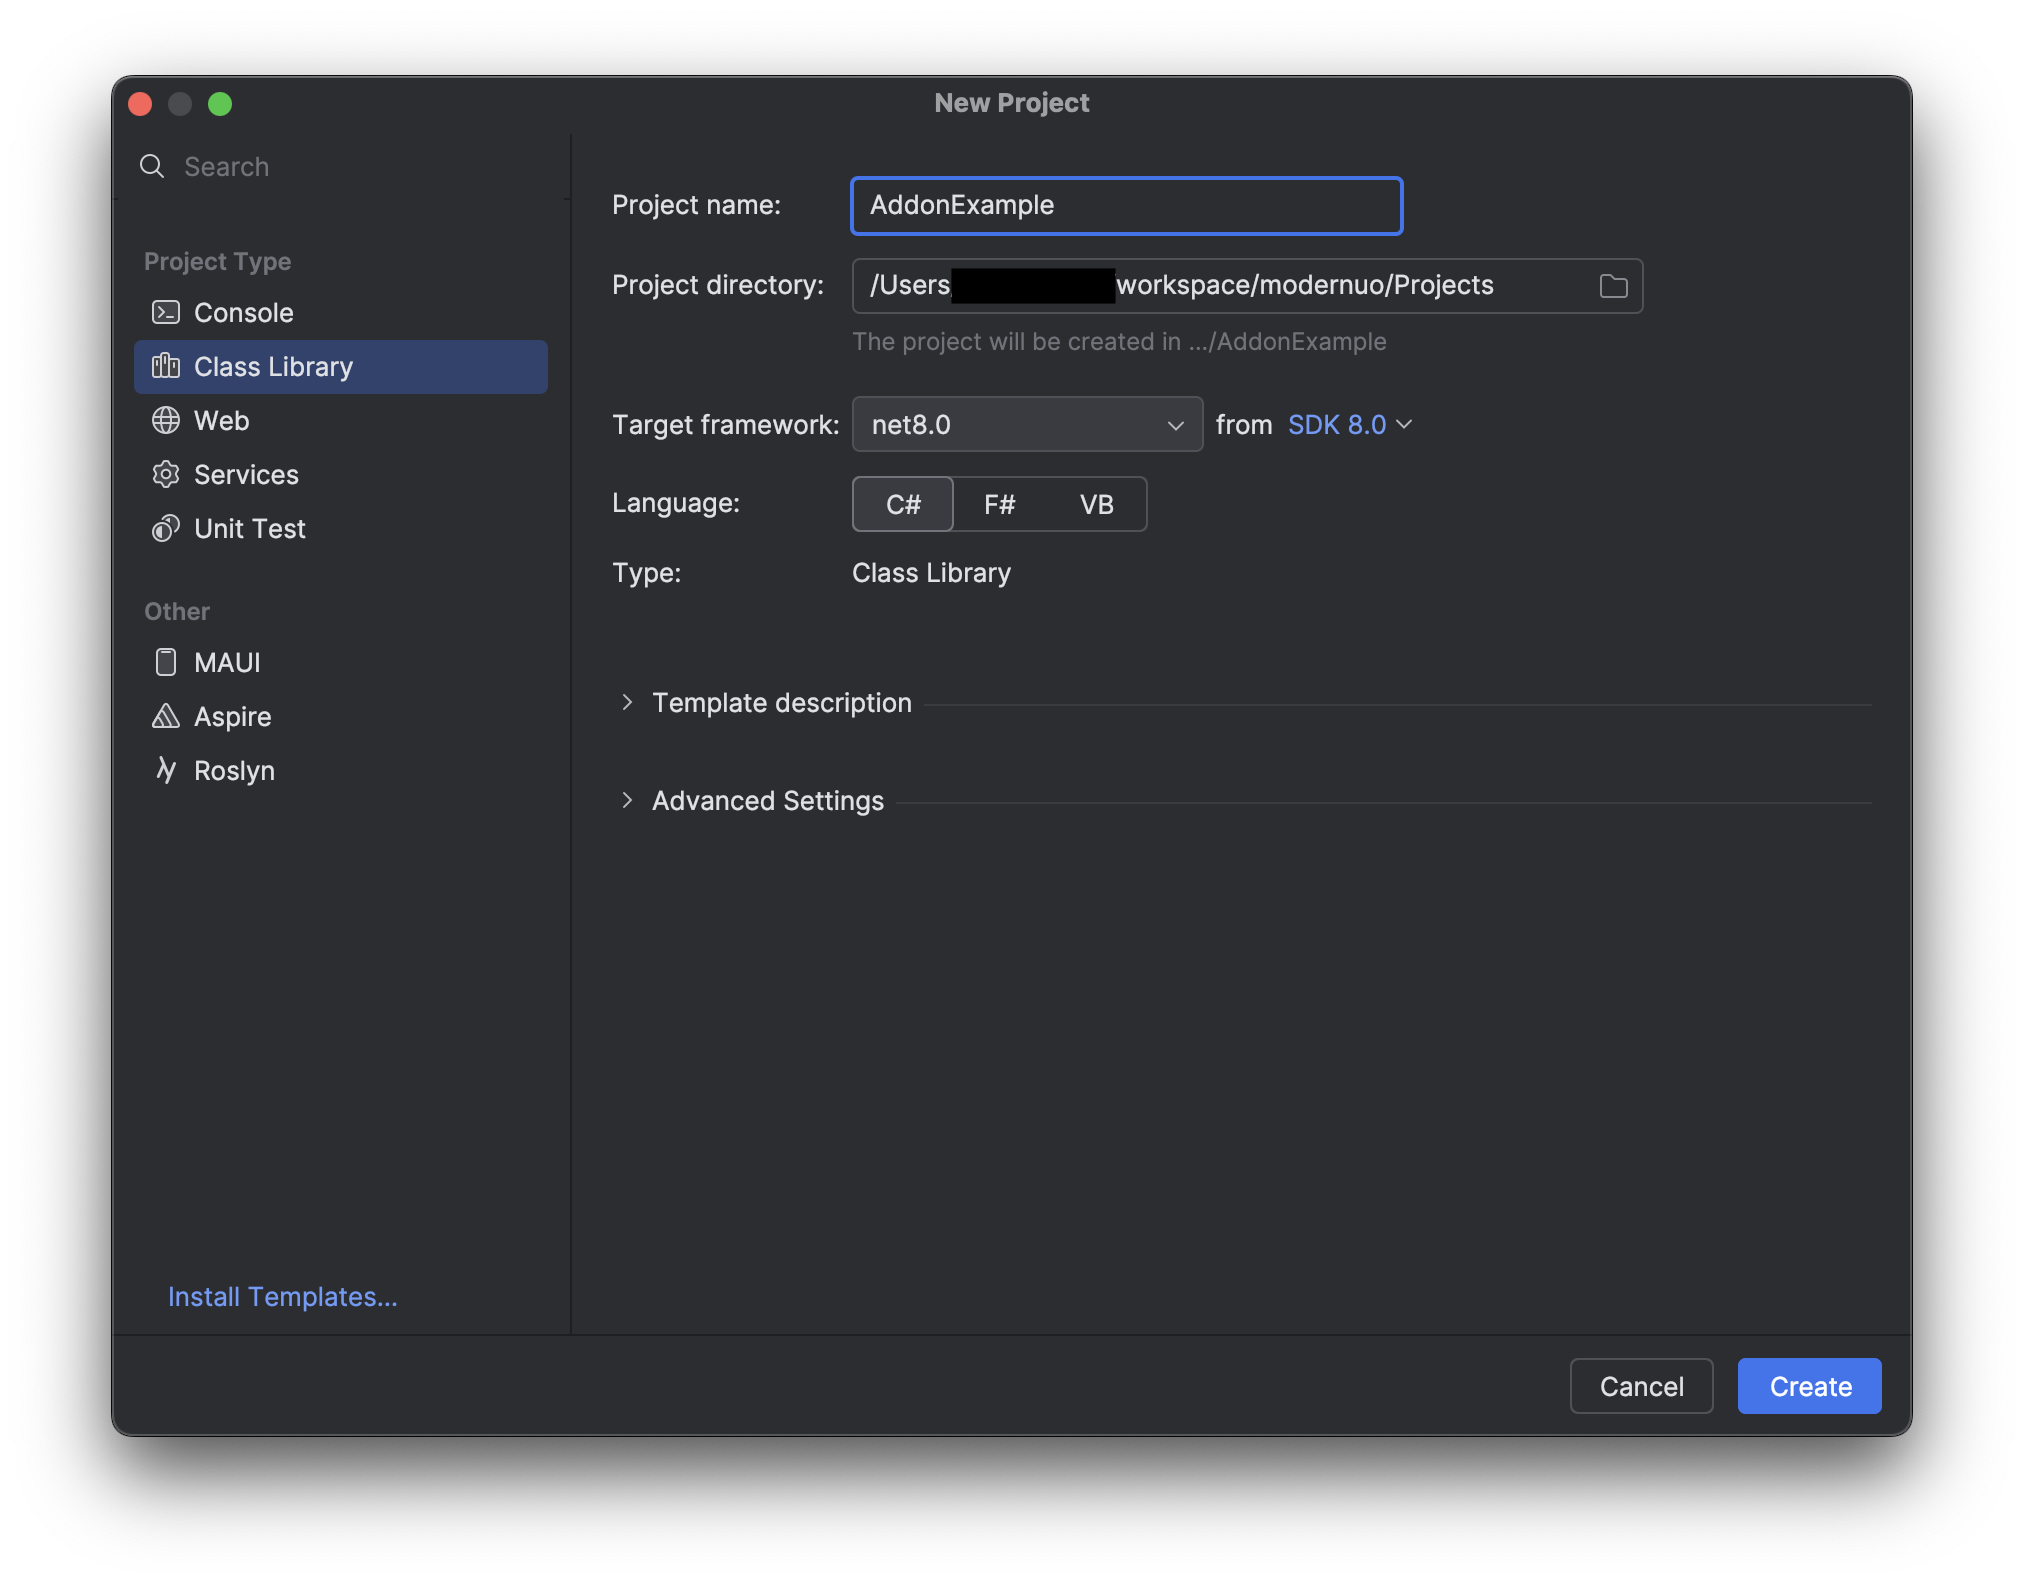 New Project
Search
Project Type
Console
Class Library
Web
Services
Unit Test
Other
MAUI
Aspire
Roslyn
Install Templates...
Project name: AddonExample
Project directory: /Users/ workspace/modernuo/Projects
The project will be created in .../AddonExample
Target framework: net8.0 from SDK 8.0
Language: C# F# VB
Type: Class Library
Template description
Advanced Settings
Cancel Create